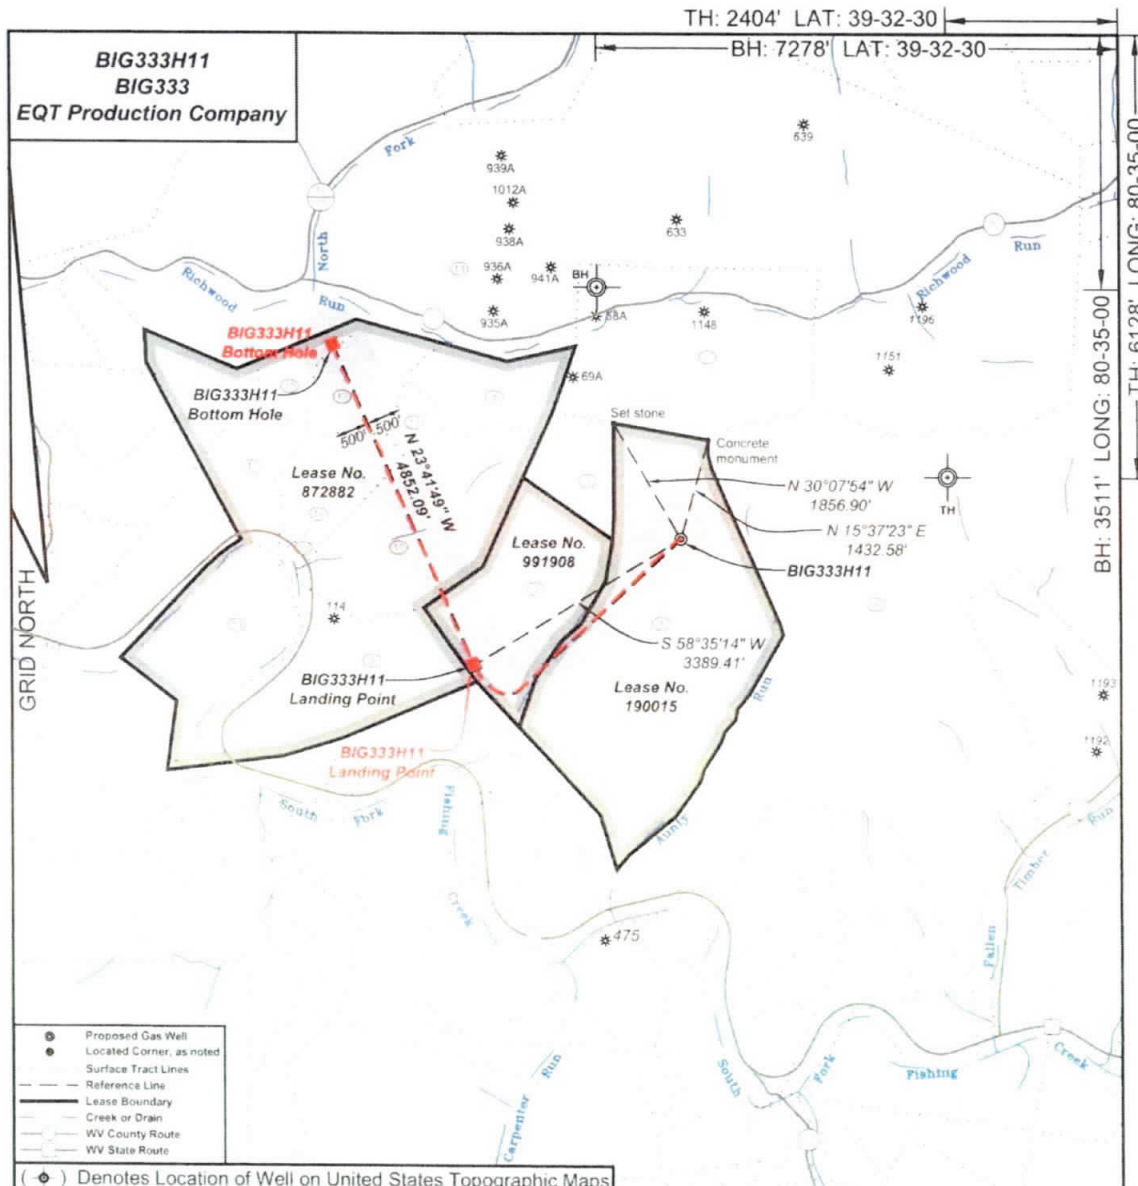 TH: 2404' LAT: 39-32-30
BH: 7278' LAT: 39-32-30
BIG333H11
BIG333
EQT Production Company
TH: 6128' LONG: 80-35-00
BH: 3511' LONG: 80-35-00
GRID NORTH
North
Fork
639
939A
1012A
938A
633
936A
941A
BH
Richwood
Run
Richwood
Run
935A
58A
1148
1196
BIG333H11
Bottom Hole
1151
69A
BIG333H11
Bottom Hole
Set stone
Concrete
monument
500'
500'
N 23°41'49" W
4852.09'
Lease No.
872882
N 30°07'54" W
1856.90'
TH
N 15°37'23" E
1432.58'
Lease No.
991908
BIG333H11
114
S 58°35'14" W
3389.41'
BIG333H11
Landing Point
Lease No.
190015
Run
1193
BIG333H11
Landing Point
1192
South
Fork
Fishing
Creek
Aunly
Run
Timber
Fallen
475
Proposed Gas Well
Located Corner, as noted
Surface Tract Lines
Reference Line
Lease Boundary
Creek or Drain
WV County Route
WV State Route
Carpenter
Run
South
Fork
Fishing
Creek
( ) Denotes Location of Well on United States Topographic Maps